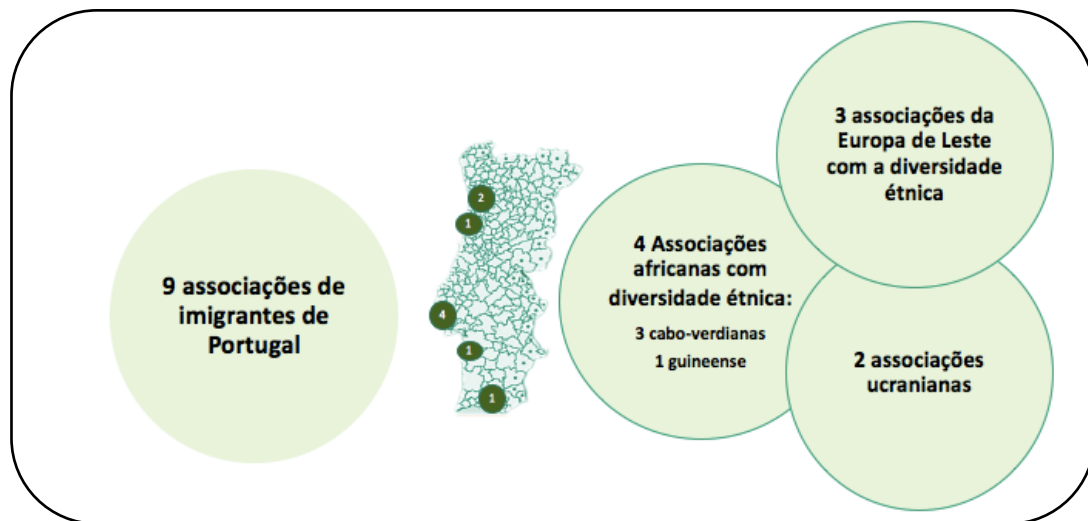 9 associações de
imigrantes de
Portugal
2
1
4
1
1
4 Associações
africanas com
diversidade étnica:
3 cabo-verdianas
1 guineense
3 associações da
Europa de Leste
com a diversidade
étnica
2 associações
ucranianas